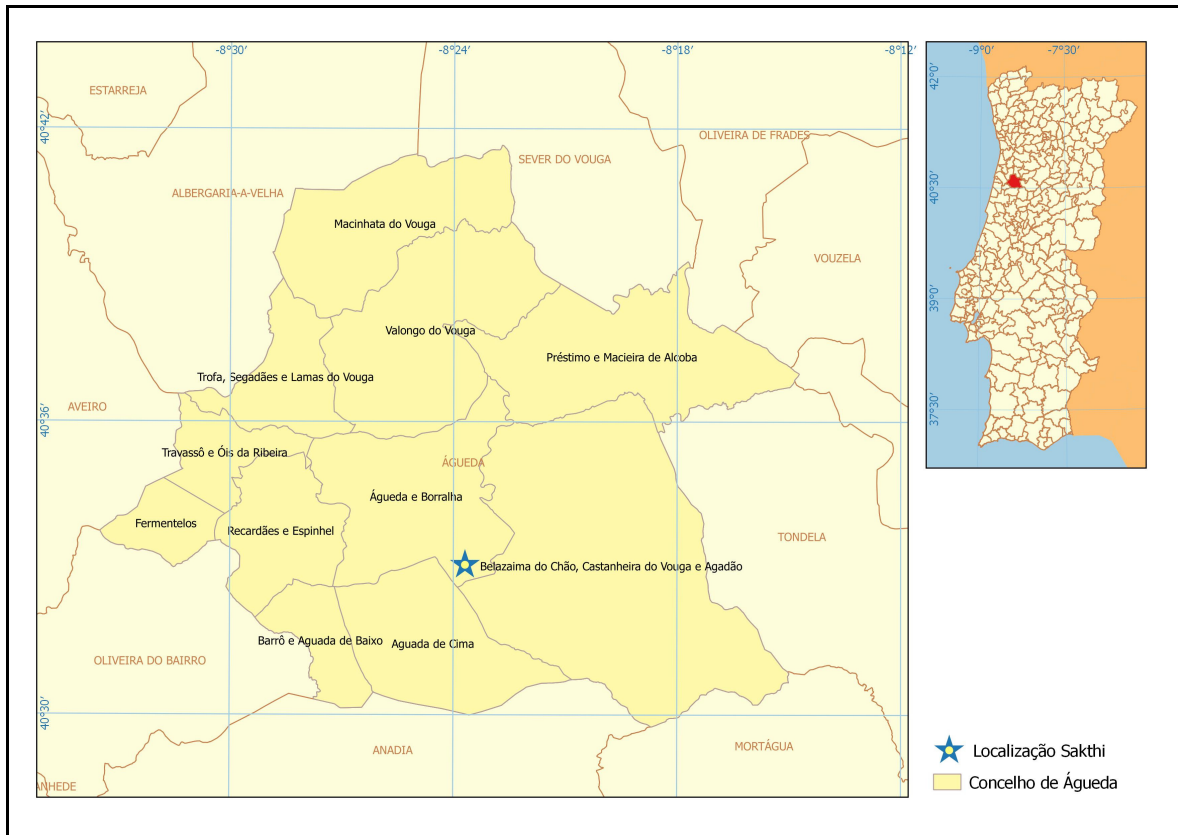 -8°30'
-8°24'
-8°18'
-8°12'
ESTARREJA
40°42'
OLIVEIRA DE FRADES
SEVER DO VOUGA
ALBERGARIA-A-VELHA
Macinhata do Vouga
VOUZELA
Valongo do Vouga
Préstimo e Macieira de Alcoba
Trofa, Segadães e Lamas do Vouga
AVEIRO
40°36'
Travassô e Óis da Ribeira
ÁGUEDA
Águeda e Borralha
Fermentelos
Recardães e Espinhel
TONDELA
Belazaima do Chão, Castanheira do Vouga e Agadão
Barrô e Aguada de Baixo
Aguada de Cima
OLIVEIRA DO BAIRRO
40°30'
ANADIA
MORTÁGUA
ANHEDE
-9°0'
-7°30'
42°0'
40°30'
39°0'
37°30'
Localização Sakthi
Concelho de Águeda